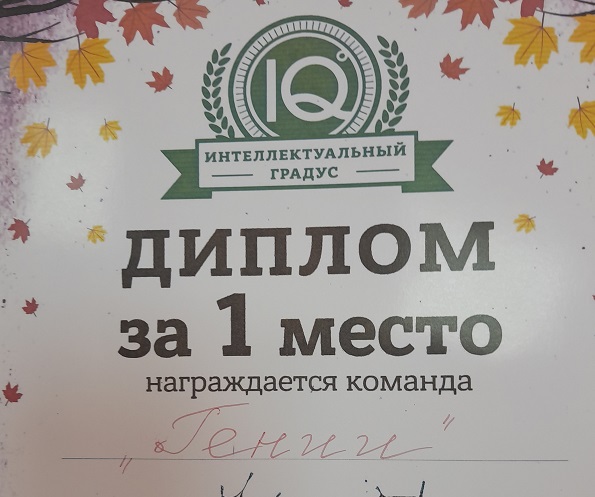 IQ°
ИНТЕЛЛЕКТУАЛЬНЫЙ
ГРАДУС
ДИПЛОМ
за 1 место
награждается команда
„Гении"